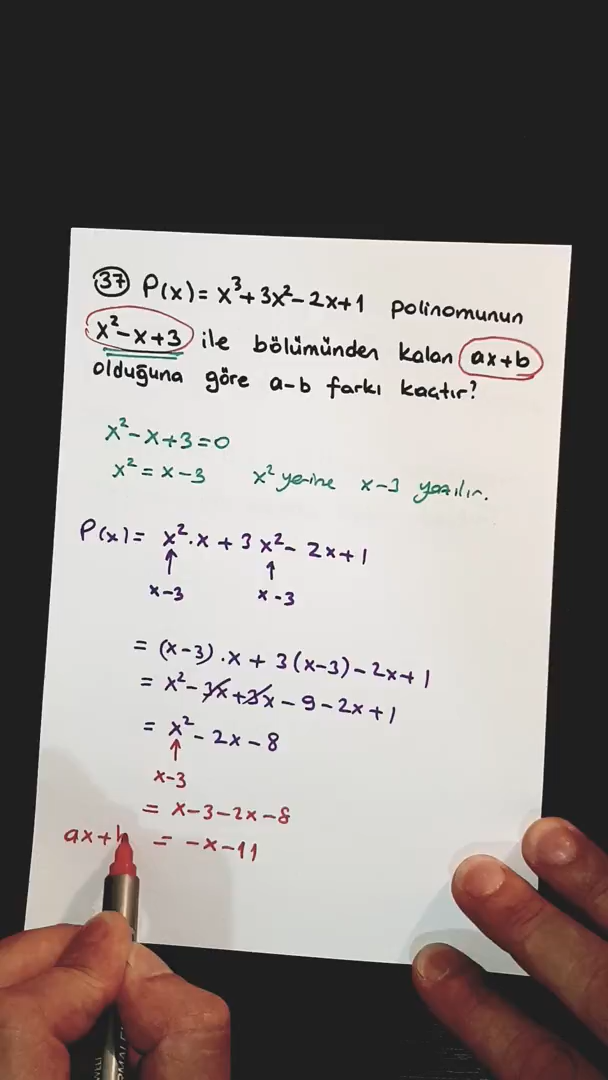 37 P(x) = x³+3x²-2x+1 polinomunun
x²-x+3 ile bölümünden kalan ax+b
olduğuna göre a-b farkı kaçtır?
x²-x+3=0
x² = x-3 x² yerine x-3 yazılır.
P(x) = x².x + 3x²- 2x+1
x-3 x-3
= (x-3).x + 3(x-3)-2x+1
= x²-3x+3x-9-2x+1
= x²-2x-8
x-3
= x-3-2x-8
ax+b = -x-11